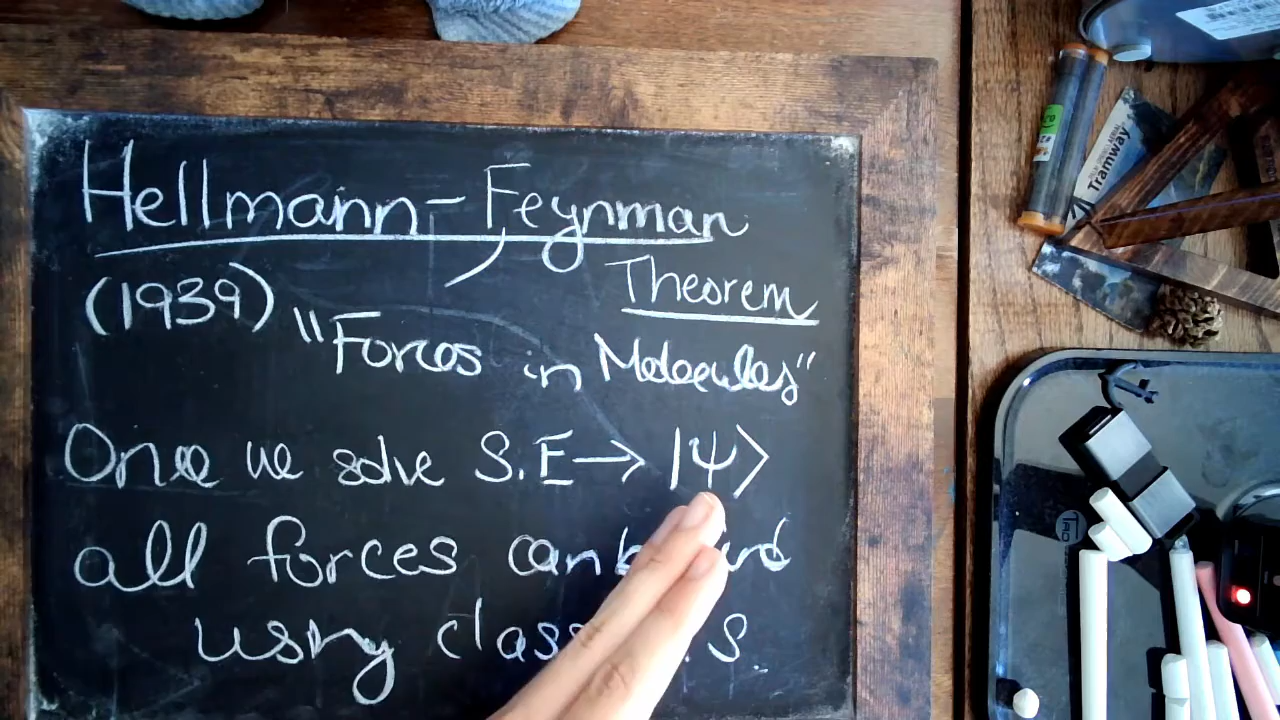 Hellmann-Feynman
Theorem
(1939) "Forces in Molecules"
Once we solve S.E → |Ψ⟩
all forces can
using
Tramway